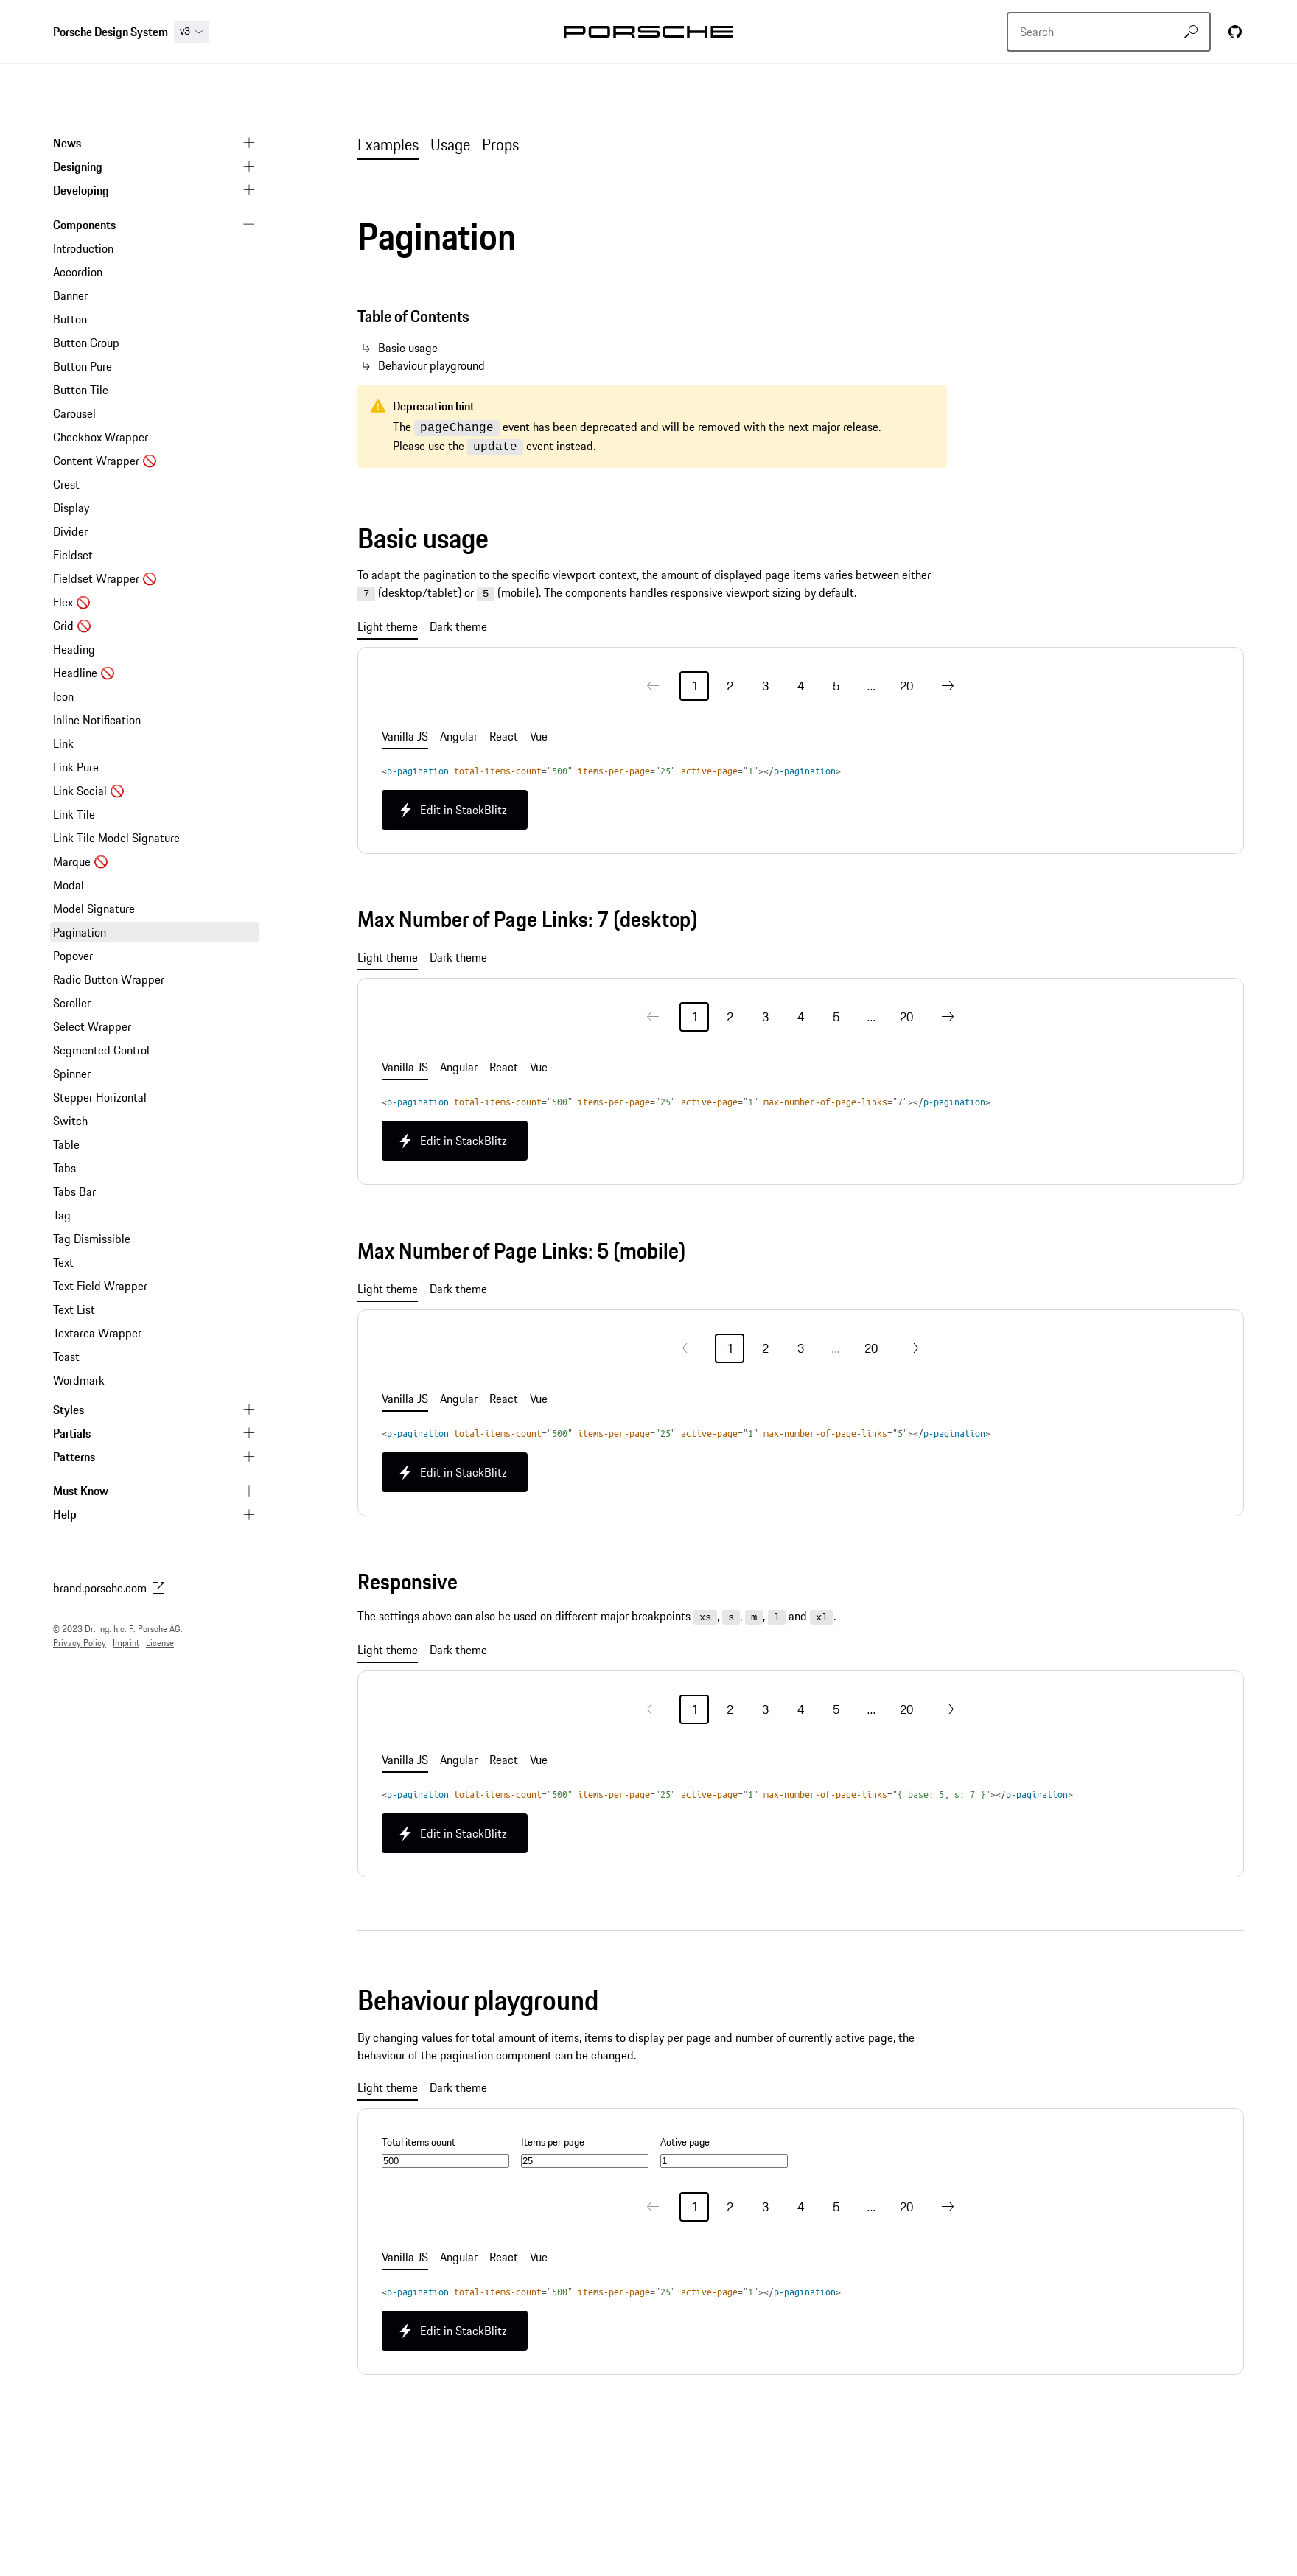 Porsche Design System v3
PORSCHE
Search
News
Designing
Developing
Components
Introduction
Accordion
Banner
Button
Button Group
Button Pure
Button Tile
Carousel
Checkbox Wrapper
Content Wrapper 🚫
Crest
Display
Divider
Fieldset
Fieldset Wrapper 🚫
Flex 🚫
Grid 🚫
Heading
Headline 🚫
Icon
Inline Notification
Link
Link Pure
Link Social 🚫
Link Tile
Link Tile Model Signature
Marque 🚫
Modal
Model Signature
Pagination
Popover
Radio Button Wrapper
Scroller
Select Wrapper
Segmented Control
Spinner
Stepper Horizontal
Switch
Table
Tabs
Tabs Bar
Tag
Tag Dismissible
Text
Text Field Wrapper
Text List
Textarea Wrapper
Toast
Wordmark
Styles
Partials
Patterns
Must Know
Help
brand.porsche.com
© 2023 Dr. Ing. h.c. F. Porsche AG.
Privacy Policy Imprint License
Examples Usage Props
Pagination
Table of Contents
↳ Basic usage
↳ Behaviour playground
Deprecation hint
The pageChange event has been deprecated and will be removed with the next major release.
Please use the update event instead.
Basic usage
To adapt the pagination to the specific viewport context, the amount of displayed page items varies between either
7 (desktop/tablet) or 5 (mobile). The components handles responsive viewport sizing by default.
Light theme Dark theme
1 2 3 4 5 ... 20
Vanilla JS Angular React Vue
<p-pagination total-items-count="500" items-per-page="25" active-page="1"></p-pagination>
Edit in StackBlitz
Max Number of Page Links: 7 (desktop)
Light theme Dark theme
1 2 3 4 5 ... 20
Vanilla JS Angular React Vue
<p-pagination total-items-count="500" items-per-page="25" active-page="1" max-number-of-page-links="7"></p-pagination>
Edit in StackBlitz
Max Number of Page Links: 5 (mobile)
Light theme Dark theme
1 2 3 ... 20
Vanilla JS Angular React Vue
<p-pagination total-items-count="500" items-per-page="25" active-page="1" max-number-of-page-links="5"></p-pagination>
Edit in StackBlitz
Responsive
The settings above can also be used on different major breakpoints xs, s, m, l and xl.
Light theme Dark theme
1 2 3 4 5 ... 20
Vanilla JS Angular React Vue
<p-pagination total-items-count="500" items-per-page="25" active-page="1" max-number-of-page-links="{ base: 5, s: 7 }"></p-pagination>
Edit in StackBlitz
Behaviour playground
By changing values for total amount of items, items to display per page and number of currently active page, the
behaviour of the pagination component can be changed.
Light theme Dark theme
Total items count Items per page Active page
500 25 1
1 2 3 4 5 ... 20
Vanilla JS Angular React Vue
<p-pagination total-items-count="500" items-per-page="25" active-page="1"></p-pagination>
Edit in StackBlitz